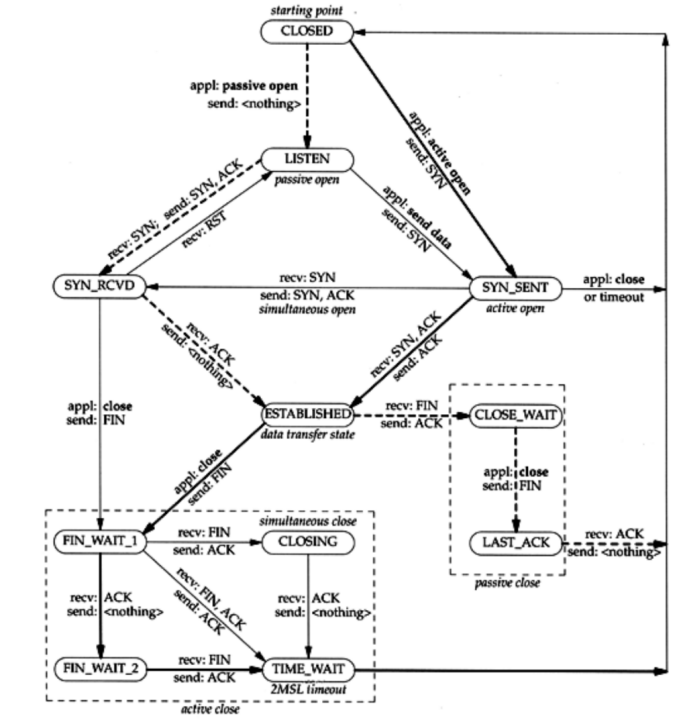 starting point
CLOSED
appl: passive open
send: <nothing>
appl: active open
send: SYN
LISTEN
passive open
recv: SYN; send: SYN, ACK
recv: RST
appl: send data
send: SYN
SYN_RCVD
recv: SYN
send: SYN, ACK
simultaneous open
SYN_SENT
active open
appl: close
or timeout
recv: ACK
send: <nothing>
recv: SYN, ACK
send: ACK
appl: close
send: FIN
ESTABLISHED
data transfer state
recv: FIN
send: ACK
CLOSE_WAIT
appl: close
send: FIN
appl: close
send: FIN
LAST_ACK
recv: ACK
send: <nothing>
passive close
FIN_WAIT_1
recv: FIN
send: ACK
simultaneous close
CLOSING
recv: ACK
send: <nothing>
recv: FIN, ACK
send: ACK
recv: ACK
send: <nothing>
FIN_WAIT_2
recv: FIN
send: ACK
TIME_WAIT
2MSL timeout
active close